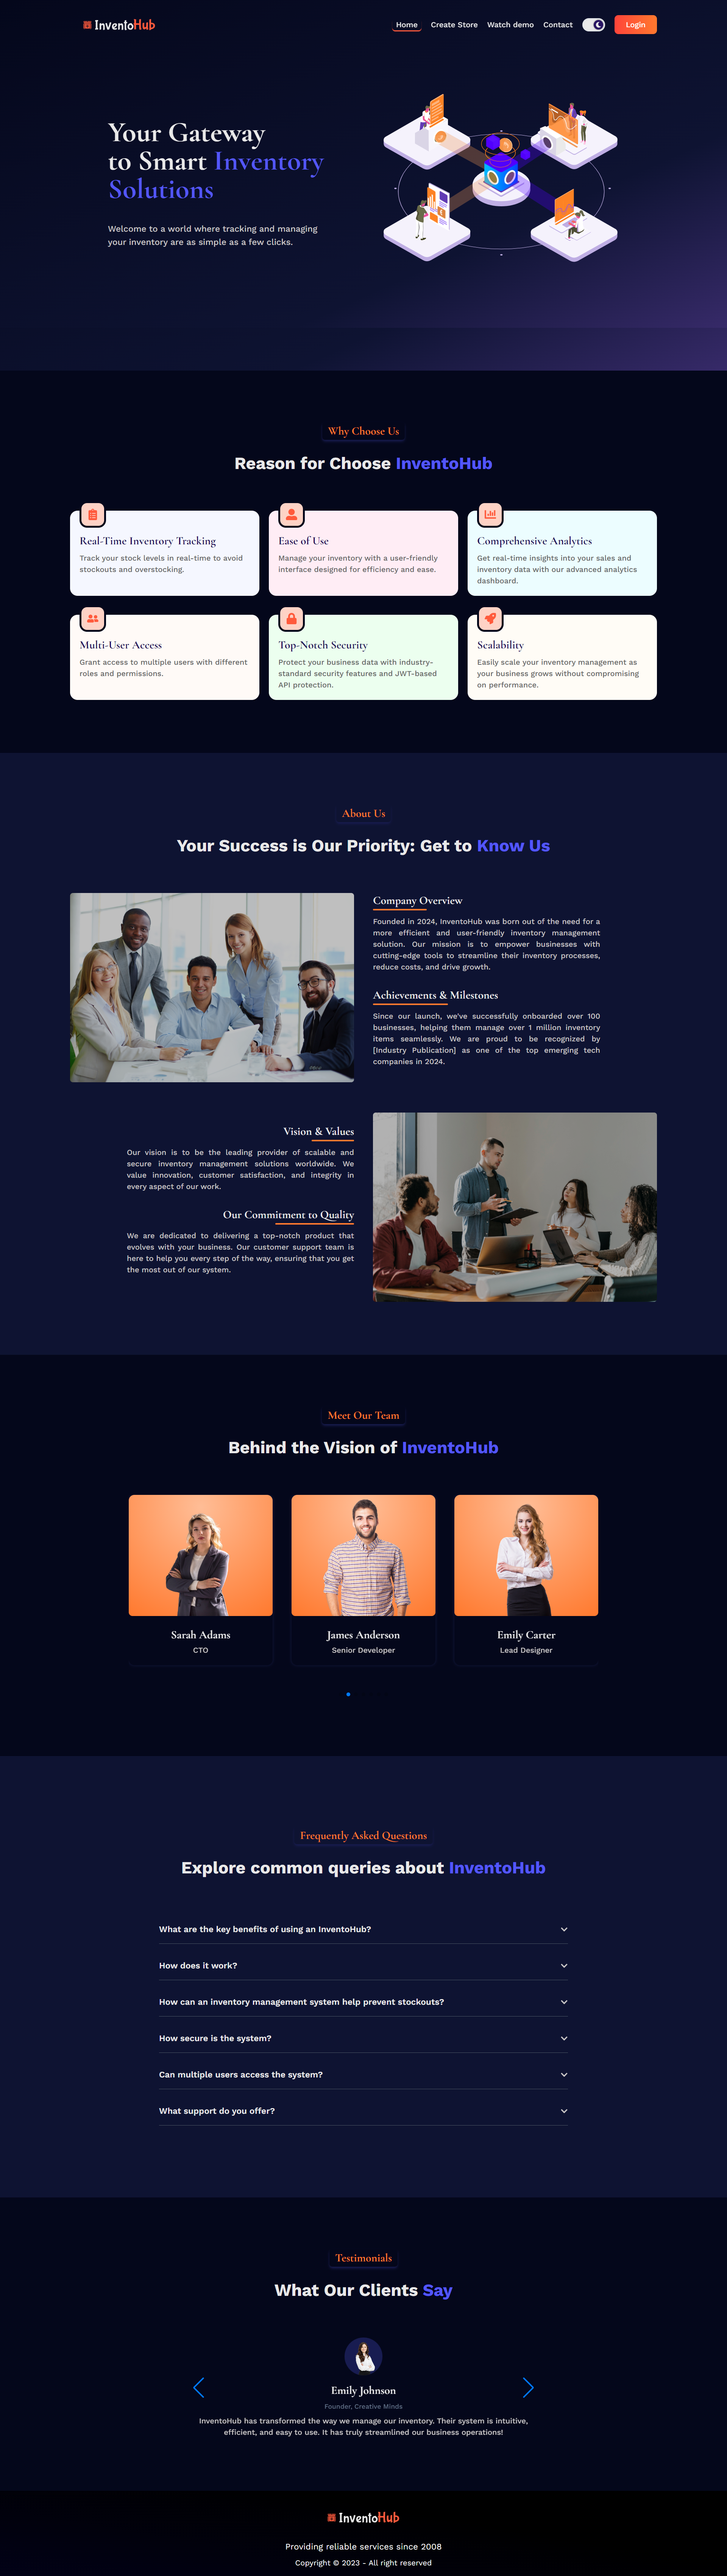 InventoHub
Home Create Store Watch demo Contact Login
Your Gateway
to Smart Inventory
Solutions
Welcome to a world where tracking and managing
your inventory are as simple as a few clicks.
Why Choose Us
Reason for Choose InventoHub
Real-Time Inventory Tracking
Track your stock levels in real-time to avoid
stockouts and overstocking.
Ease of Use
Manage your inventory with a user-friendly
interface designed for efficiency and ease.
Comprehensive Analytics
Get real-time insights into your sales and
inventory data with our advanced analytics
dashboard.
Multi-User Access
Grant access to multiple users with different
roles and permissions.
Top-Notch Security
Protect your business data with industry-
standard security features and JWT-based
API protection.
Scalability
Easily scale your inventory management as
your business grows without compromising
on performance.
About Us
Your Success is Our Priority: Get to Know Us
Company Overview
Founded in 2024, InventoHub was born out of the need for a
more efficient and user-friendly inventory management
solution. Our mission is to empower businesses with
cutting-edge tools to streamline their inventory processes,
reduce costs, and drive growth.
Achievements & Milestones
Since our launch, we've successfully onboarded over 100
businesses, helping them manage over 1 million inventory
items seamlessly. We are proud to be recognized by
[Industry Publication] as one of the top emerging tech
companies in 2024.
Vision & Values
Our vision is to be the leading provider of scalable and
secure inventory management solutions worldwide. We
value innovation, customer satisfaction, and integrity in
every aspect of our work.
Our Commitment to Quality
We are dedicated to delivering a top-notch product that
evolves with your business. Our customer support team is
here to help you every step of the way, ensuring that you get
the most out of our system.
Meet Our Team
Behind the Vision of InventoHub
Sarah Adams
CTO
James Anderson
Senior Developer
Emily Carter
Lead Designer
Frequently Asked Questions
Explore common queries about InventoHub
What are the key benefits of using an InventoHub?
How does it work?
How can an inventory management system help prevent stockouts?
How secure is the system?
Can multiple users access the system?
What support do you offer?
Testimonials
What Our Clients Say
Emily Johnson
Founder, Creative Minds
InventoHub has transformed the way we manage our inventory. Their system is intuitive,
efficient, and easy to use. It has truly streamlined our business operations!
InventoHub
Providing reliable services since 2008
Copyright © 2023 - All right reserved